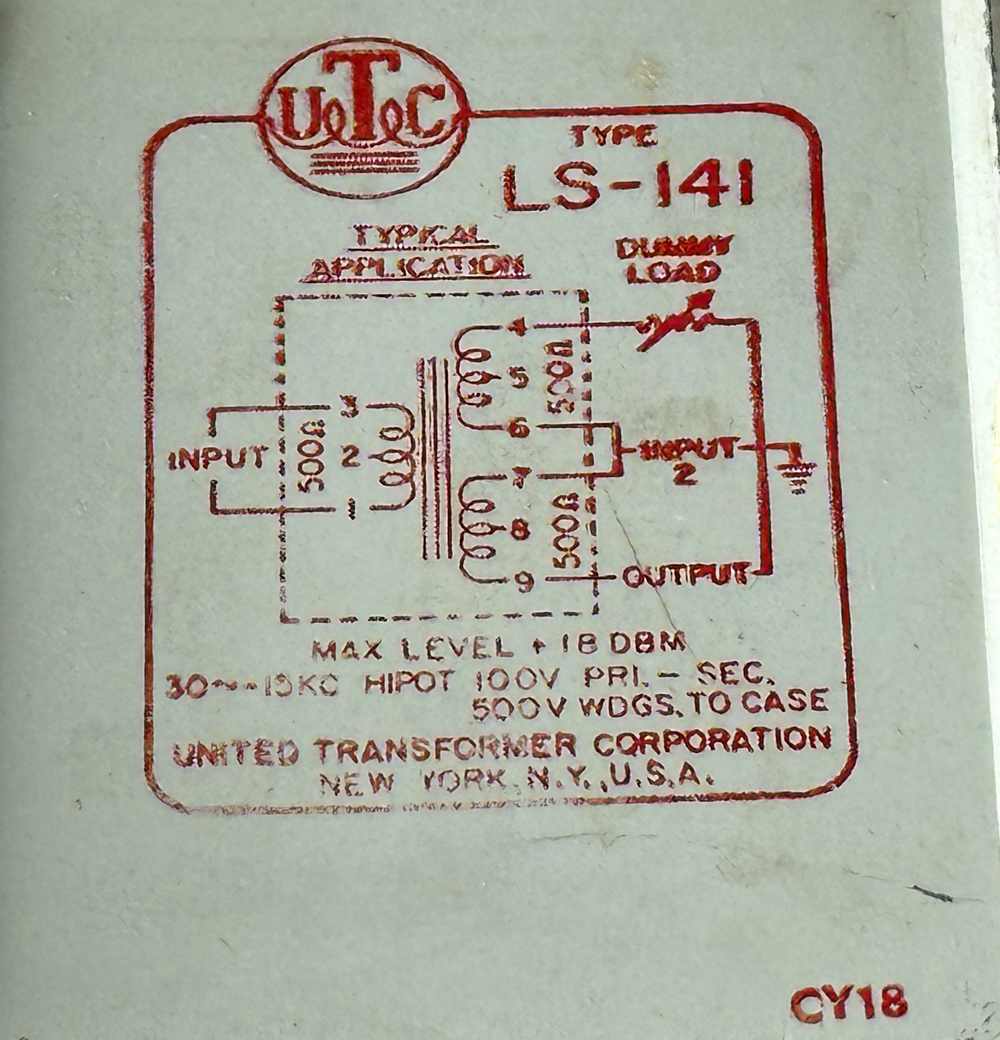 UTC
TYPE
LS-141
TYPICAL
APPLICATION
DUMMY
LOAD
4
5
500Ω
6
3
INPUT
500Ω
2
1
7
INPUT
2
8
500Ω
9
OUTPUT
MAX LEVEL + 18 DBM
30~-15KC HIPOT 100V PRI.- SEC.
500V WDGS. TO CASE
UNITED TRANSFORMER CORPORATION
NEW YORK, N.Y., U.S.A.
CY18